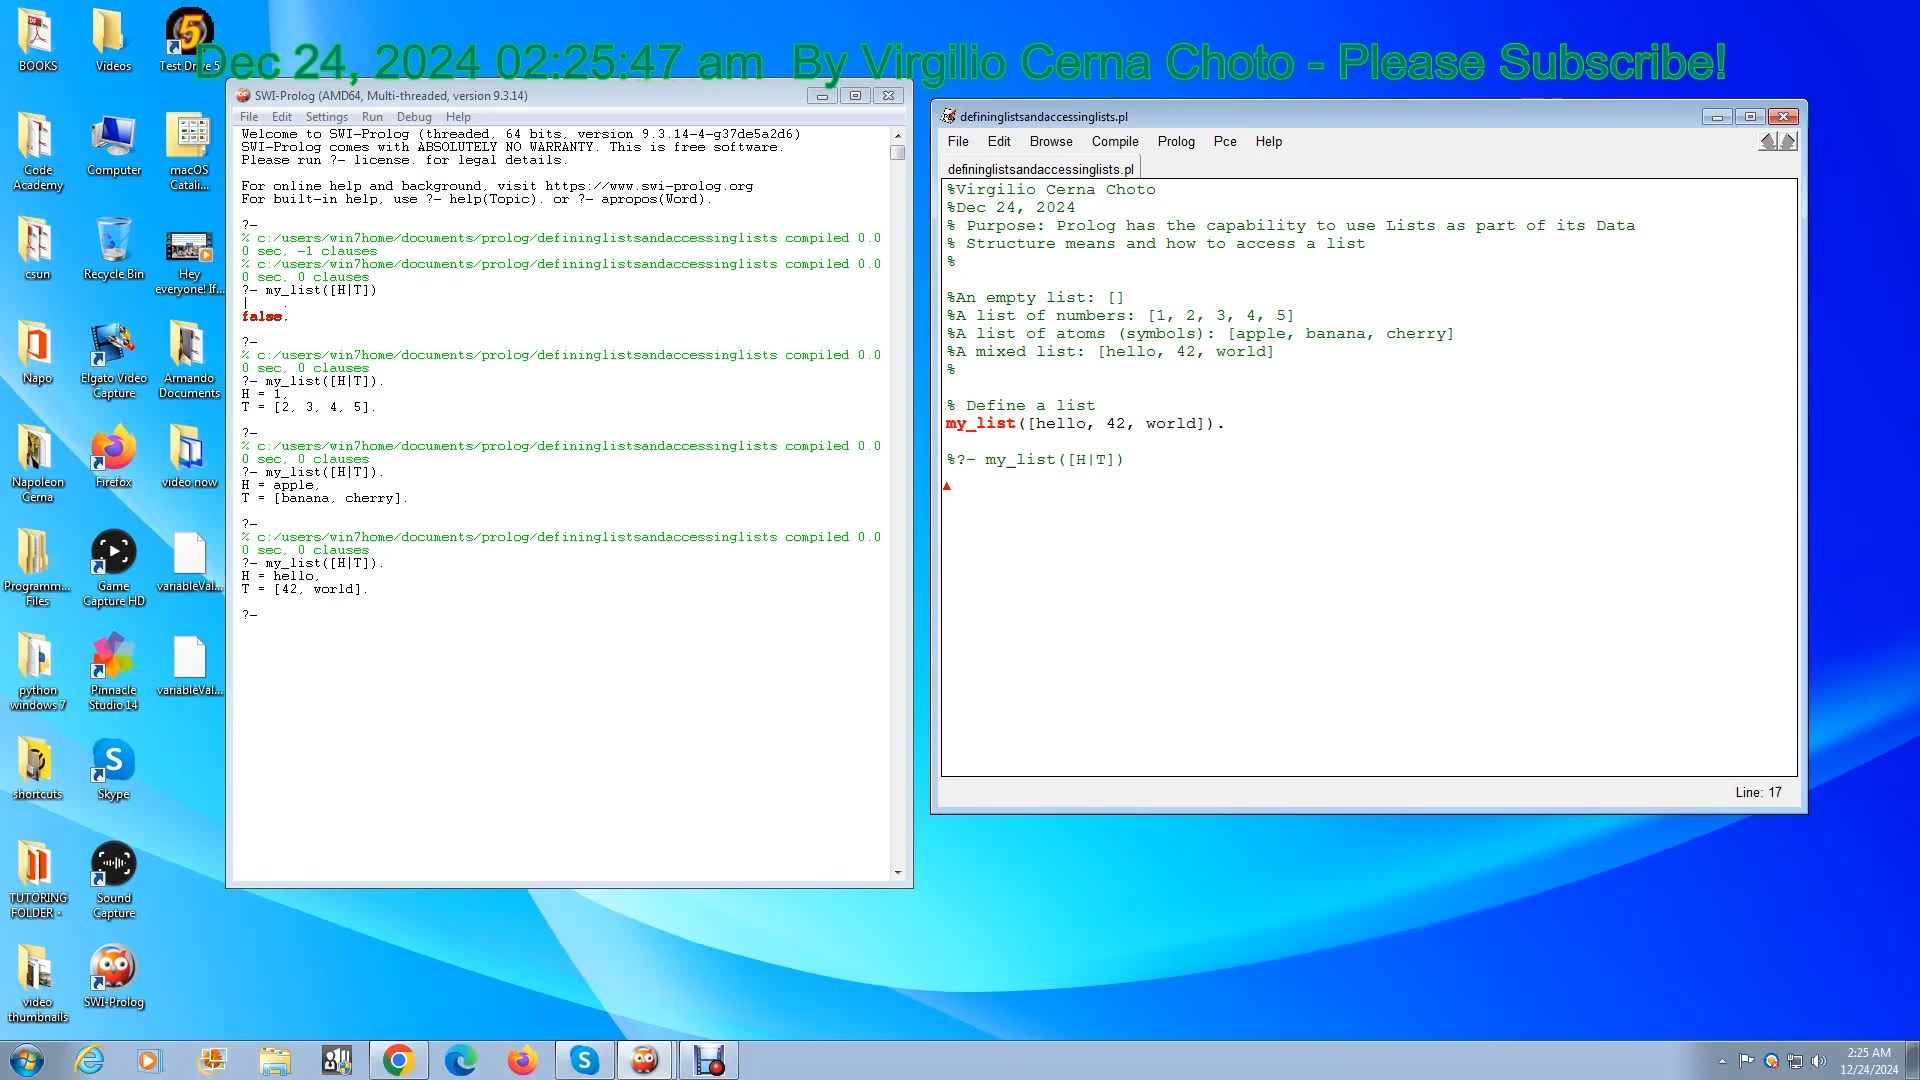 Dec 24, 2024 02:25:47 am  By Virgilio Cerna Choto - Please Subscribe!
BOOKS
Videos
Test Drive 5
Code Academy
Computer
macOS Catali...
csun
Recycle Bin
Hey everyone! If...
Napo
Elgato Video Capture
Armando Documents
Napoleon Cerna
Firefox
video now
Programm... Files
Game Capture HD
variableVal...
python windows 7
Pinnacle Studio 14
variableVal...
shortcuts
Skype
TUTORING FOLDER -
Sound Capture
video thumbnails
SWI-Prolog
SWI-Prolog (AMD64, Multi-threaded, version 9.3.14)
File Edit Settings Run Debug Help
Welcome to SWI-Prolog (threaded, 64 bits, version 9.3.14-4-g37de5a2d6)
SWI-Prolog comes with ABSOLUTELY NO WARRANTY. This is free software.
Please run ?- license. for legal details.
For online help and background, visit https://www.swi-prolog.org
For built-in help, use ?- help(Topic). or ?- apropos(Word).
?-
% c:/users/win7home/documents/prolog/defininglistsandaccessinglists compiled 0.0
0 sec, -1 clauses
% c:/users/win7home/documents/prolog/defininglistsandaccessinglists compiled 0.0
0 sec, 0 clauses
?- my_list([H|T])
|    .
false.
?-
% c:/users/win7home/documents/prolog/defininglistsandaccessinglists compiled 0.0
0 sec, 0 clauses
?- my_list([H|T]).
H = 1,
T = [2, 3, 4, 5].
?-
% c:/users/win7home/documents/prolog/defininglistsandaccessinglists compiled 0.0
0 sec, 0 clauses
?- my_list([H|T]).
H = apple,
T = [banana, cherry].
?-
% c:/users/win7home/documents/prolog/defininglistsandaccessinglists compiled 0.0
0 sec, 0 clauses
?- my_list([H|T]).
H = hello,
T = [42, world].
?-
defininglistsandaccessinglists.pl
File Edit Browse Compile Prolog Pce Help
defininglistsandaccessinglists.pl
%Virgilio Cerna Choto
%Dec 24, 2024
% Purpose: Prolog has the capability to use Lists as part of its Data
% Structure means and how to access a list
%
%An empty list: []
%A list of numbers: [1, 2, 3, 4, 5]
%A list of atoms (symbols): [apple, banana, cherry]
%A mixed list: [hello, 42, world]
%
% Define a list
my_list([hello, 42, world]).
%?- my_list([H|T])
Line: 17
2:25 AM
12/24/2024